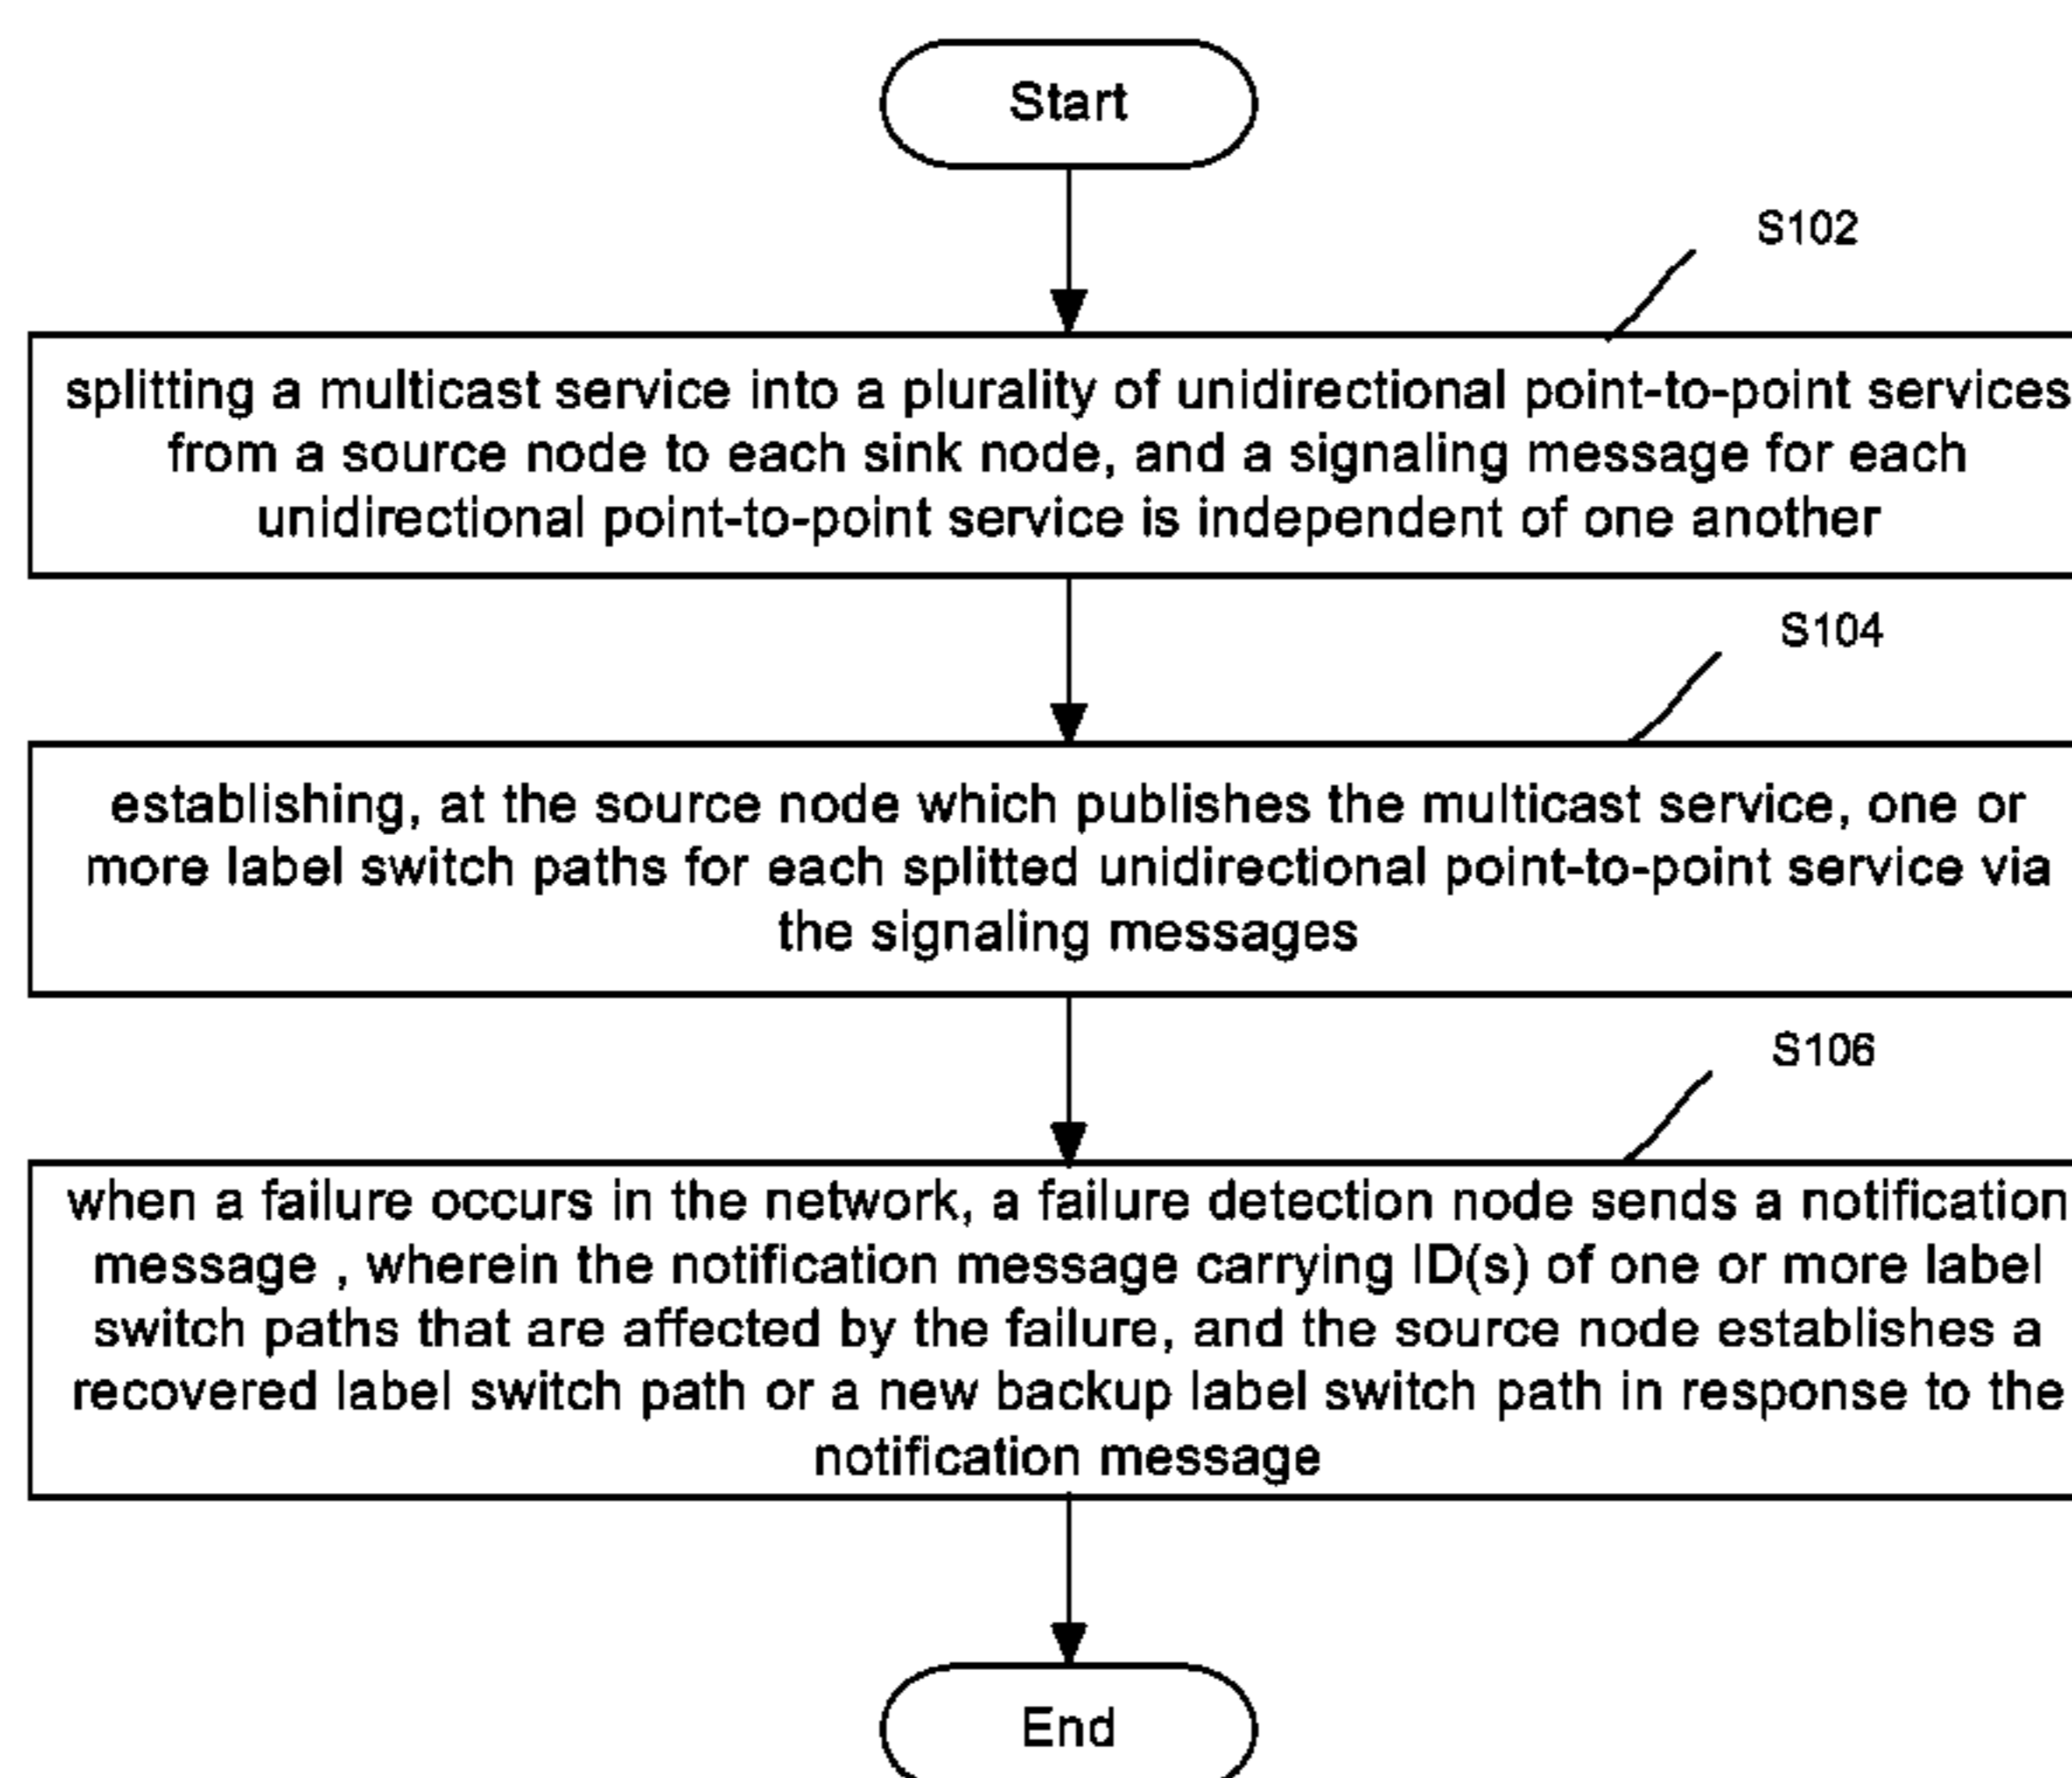 Start
S102
splitting a multicast service into a plurality of unidirectional point-to-point services
from a source node to each sink node, and a signaling message for each
unidirectional point-to-point service is independent of one another
S104
establishing, at the source node which publishes the multicast service, one or
more label switch paths for each splitted unidirectional point-to-point service via
the signaling messages
S106
when a failure occurs in the network, a failure detection node sends a notification
message , wherein the notification message carrying ID(s) of one or more label
switch paths that are affected by the failure, and the source node establishes a
recovered label switch path or a new backup label switch path in response to the
notification message
End